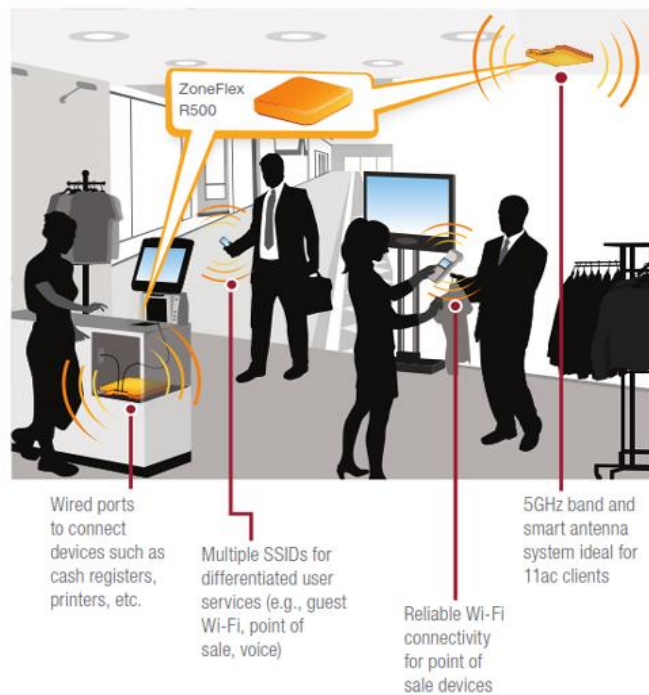 ZoneFlex
R500
Wired ports
to connect
devices such as
cash registers,
printers, etc.
Multiple SSIDs for
differentiated user
services (e.g., guest
Wi-Fi, point of
sale, voice)
Reliable Wi-Fi
connectivity
for point of
sale devices
5GHz band and
smart antenna
system ideal for
11ac clients